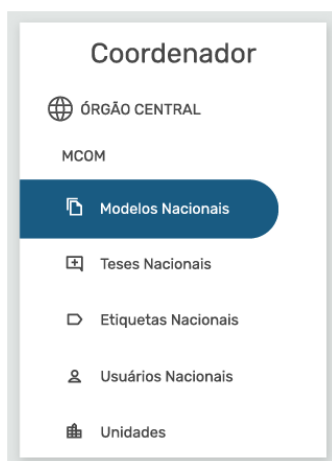 Coordenador
ÓRGÃO CENTRAL
MCOM
Modelos Nacionais
Teses Nacionais
Etiquetas Nacionais
Usuários Nacionais
Unidades